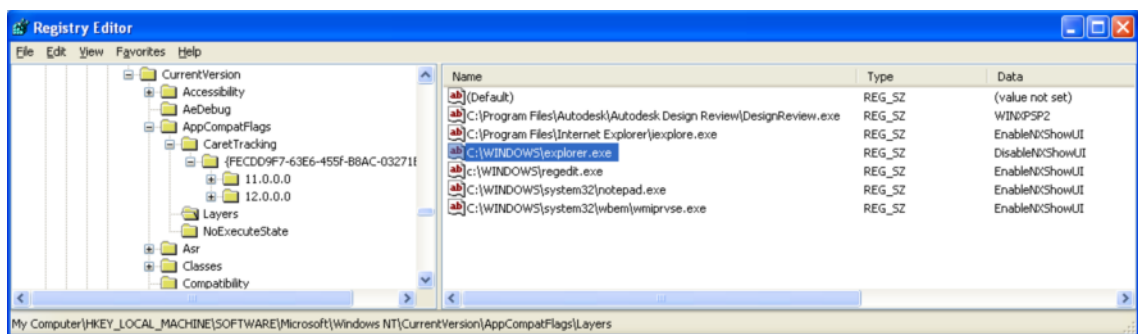 Registry Editor
File Edit View Favorites Help
CurrentVersion
Accessibility
AeDebug
AppCompatFlags
CaretTracking
{FECDD9F7-63E6-455f-B8AC-03271E
11.0.0.0
12.0.0.0
Layers
NoExecuteState
Asr
Classes
Compatibility
Name Type Data
(Default) REG_SZ (value not set)
C:\Program Files\Autodesk\Autodesk Design Review\DesignReview.exe REG_SZ WINXPSP2
C:\Program Files\Internet Explorer\iexplore.exe REG_SZ EnableNXShowUI
C:\WINDOWS\explorer.exe REG_SZ DisableNXShowUI
c:\WINDOWS\regedit.exe REG_SZ EnableNXShowUI
C:\WINDOWS\system32\notepad.exe REG_SZ EnableNXShowUI
C:\WINDOWS\system32\wbem\wmiprvse.exe REG_SZ EnableNXShowUI
My Computer\HKEY_LOCAL_MACHINE\SOFTWARE\Microsoft\Windows NT\CurrentVersion\AppCompatFlags\Layers